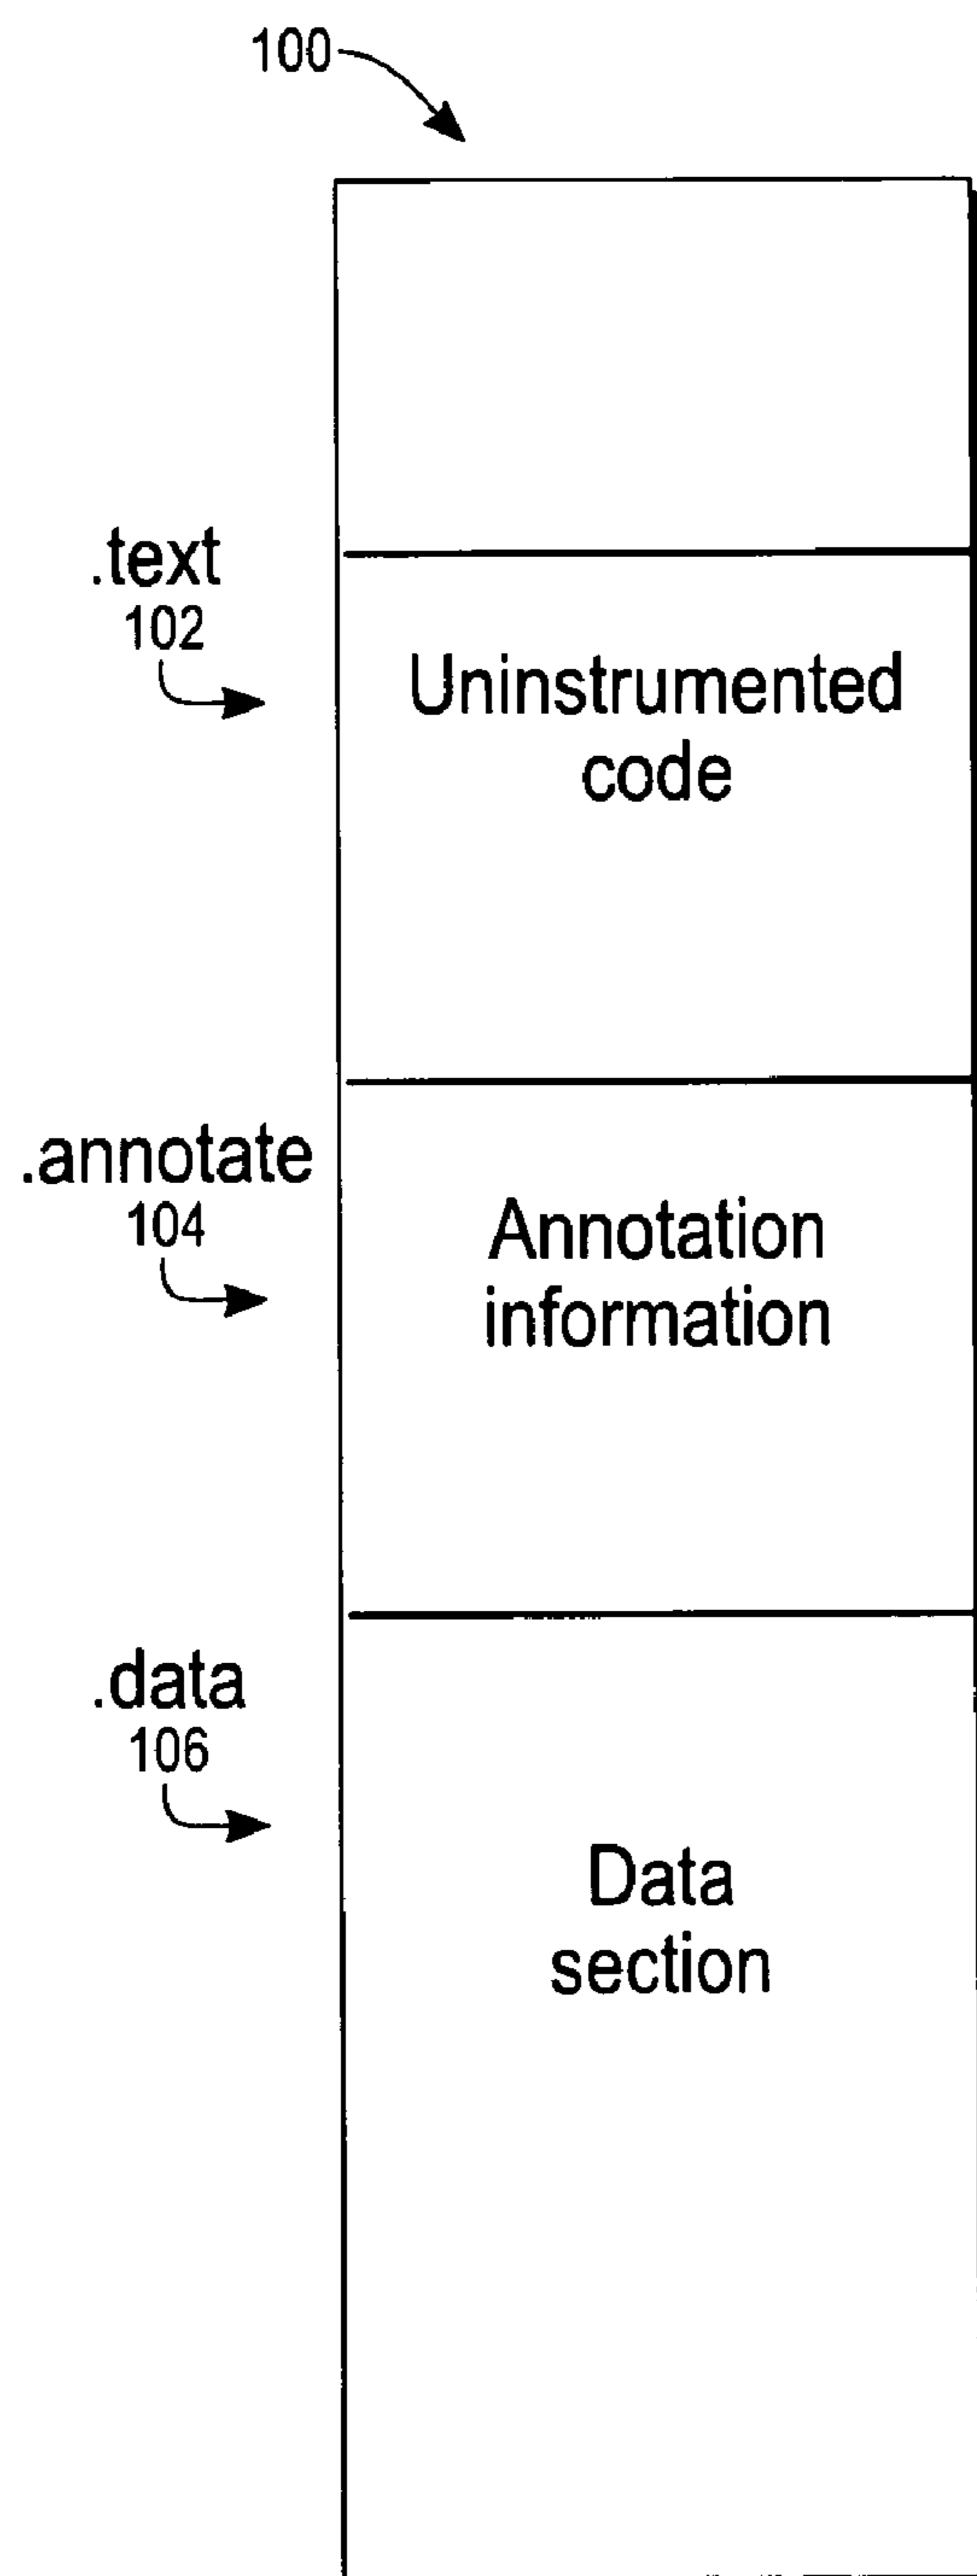 100
.text
102
Uninstrumented
code
.annotate
104
Annotation
information
.data
106
Data
section